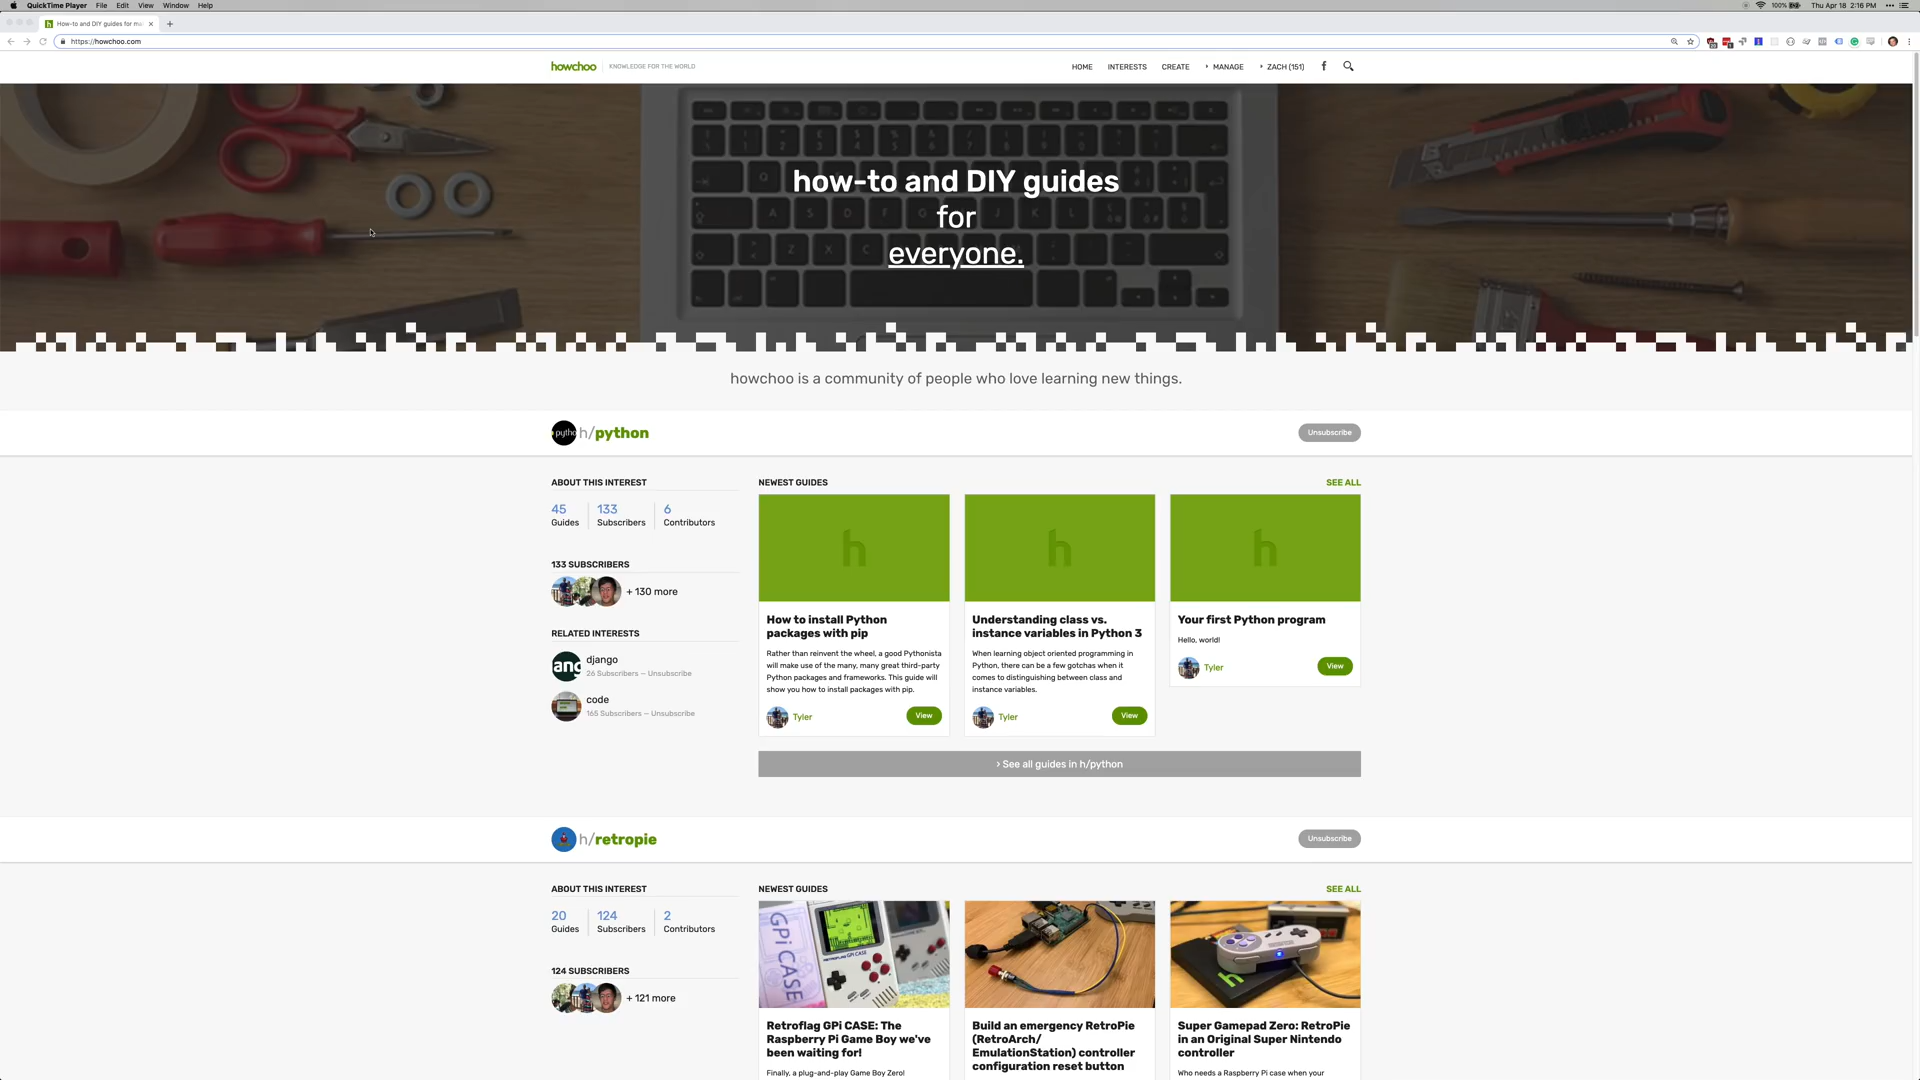 QuickTime Player File Edit View Window Help
100% Thu Apr 18 2:16 PM
How-to and DIY guides for
https://howchoo.com
howchoo KNOWLEDGE FOR THE WORLD
HOME INTERESTS CREATE MANAGE ZACH (151)
how-to and DIY guides
for
everyone.
howchoo is a community of people who love learning new things.
h/python
Unsubscribe
ABOUT THIS INTEREST
45 133 6
Guides Subscribers Contributors
133 SUBSCRIBERS
+ 130 more
RELATED INTERESTS
django
26 Subscribers — Unsubscribe
code
165 Subscribers — Unsubscribe
NEWEST GUIDES
SEE ALL
How to install Python
packages with pip
Rather than reinvent the wheel, a good Pythonista
will make use of the many, many great third-party
Python packages and frameworks. This guide will
show you how to install packages with pip.
Tyler
View
Understanding class vs.
instance variables in Python 3
When learning object oriented programming in
Python, there can be a few gotchas when it
comes to distinguishing between class and
instance variables.
Tyler
View
Your first Python program
Hello, world!
Tyler
View
› See all guides in h/python
h/retropie
Unsubscribe
ABOUT THIS INTEREST
20 124 2
Guides Subscribers Contributors
124 SUBSCRIBERS
+ 121 more
NEWEST GUIDES
SEE ALL
GPi CASE
RETROFLAG GPi CASE
Retroflag GPi CASE: The
Raspberry Pi Game Boy we've
been waiting for!
Finally, a plug-and-play Game Boy Zero!
Build an emergency RetroPie
(RetroArch/
EmulationStation) controller
configuration reset button
Super Gamepad Zero: RetroPie
in an Original Super Nintendo
controller
Who needs a Raspberry Pi case when your